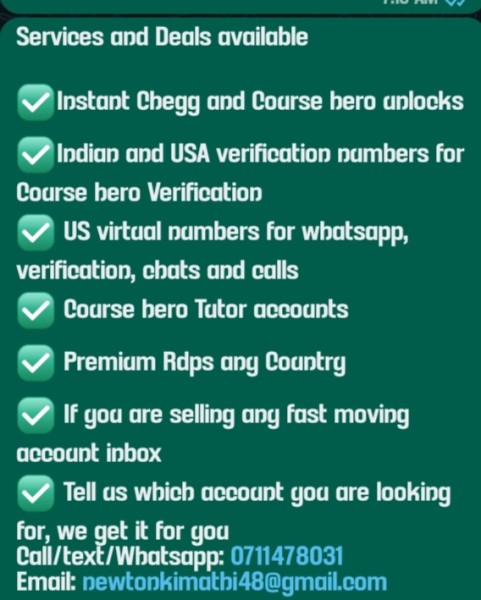 7:16 AM
Services and Deals available
✅Instant Chegg and Course hero unlocks
✅Indian and USA verification numbers for
Course hero Verification
✅ US virtual numbers for whatsapp,
verification, chats and calls
✅ Course hero Tutor accounts
✅ Premium Rdps any Country
✅ If you are selling any fast moving
account inbox
✅ Tell us which account you are looking
for, we get it for you
Call/text/Whatsapp: 0711478031
Email: newtonkimathi48@gmail.com